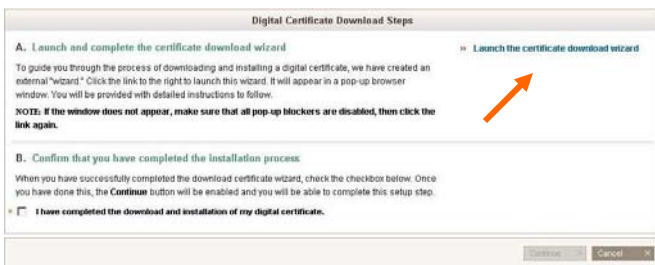 Digital Certificate Download Steps
A. Launch and complete the certificate download wizard
» Launch the certificate download wizard
To guide you through the process of downloading and installing a digital certificate, we have created an
external "wizard." Click the link to the right to launch this wizard. It will appear in a pop-up browser
window. You will be provided with detailed instructions to follow.
NOTE: If the window does not appear, make sure that all pop-up blockers are disabled, then click the
link again.
B. Confirm that you have completed the installation process
When you have successfully completed the download certificate wizard, check the checkbox below. Once
you have done this, the Continue button will be enabled and you will be able to complete this setup step.
I have completed the download and installation of my digital certificate.
Continue Cancel